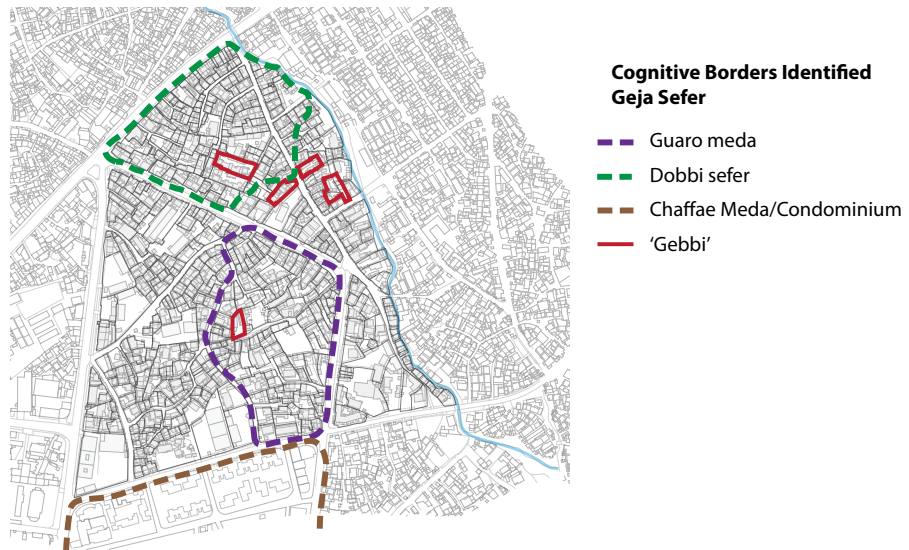 Cognitive Borders Identified
Geja Sefer
Guaro meda
Dobbi sefer
Chaffae Meda/Condominium
‘Gebbi’